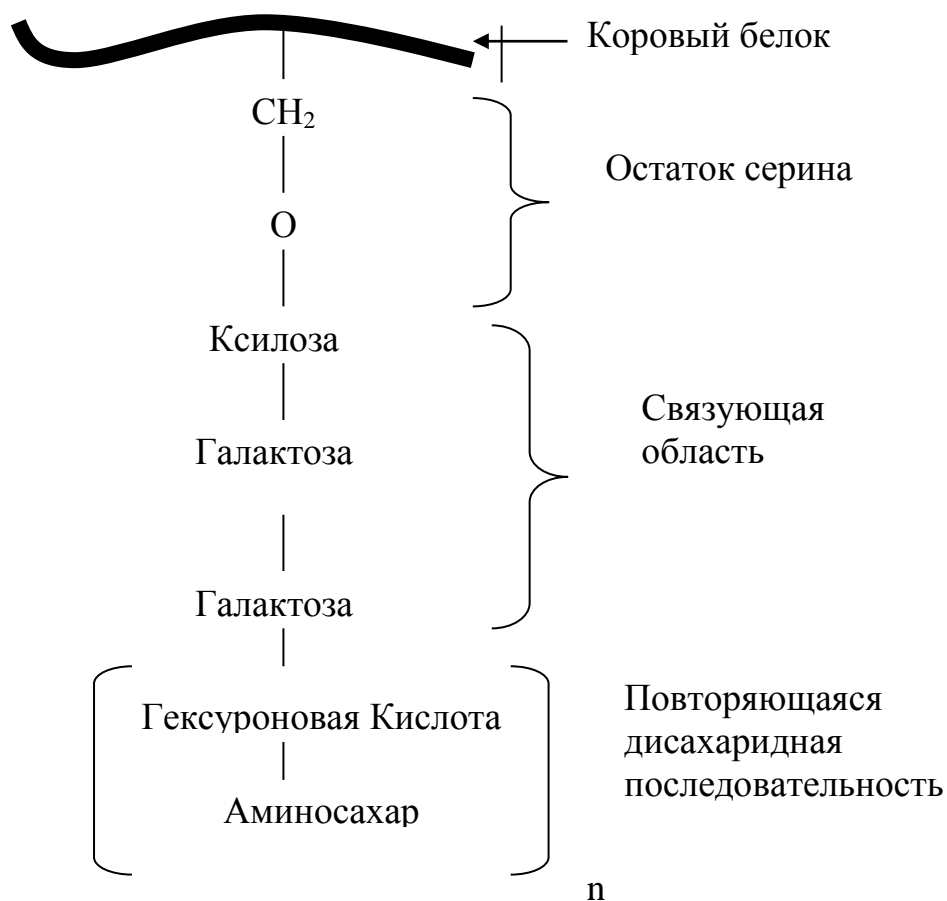 Коровый белок
CH₂
Остаток серина
O
Ксилоза
Связующая
область
Галактоза
Галактоза
Гексуроновая Кислота
Аминосахар
Повторяющаяся
дисахаридная
последовательность
n